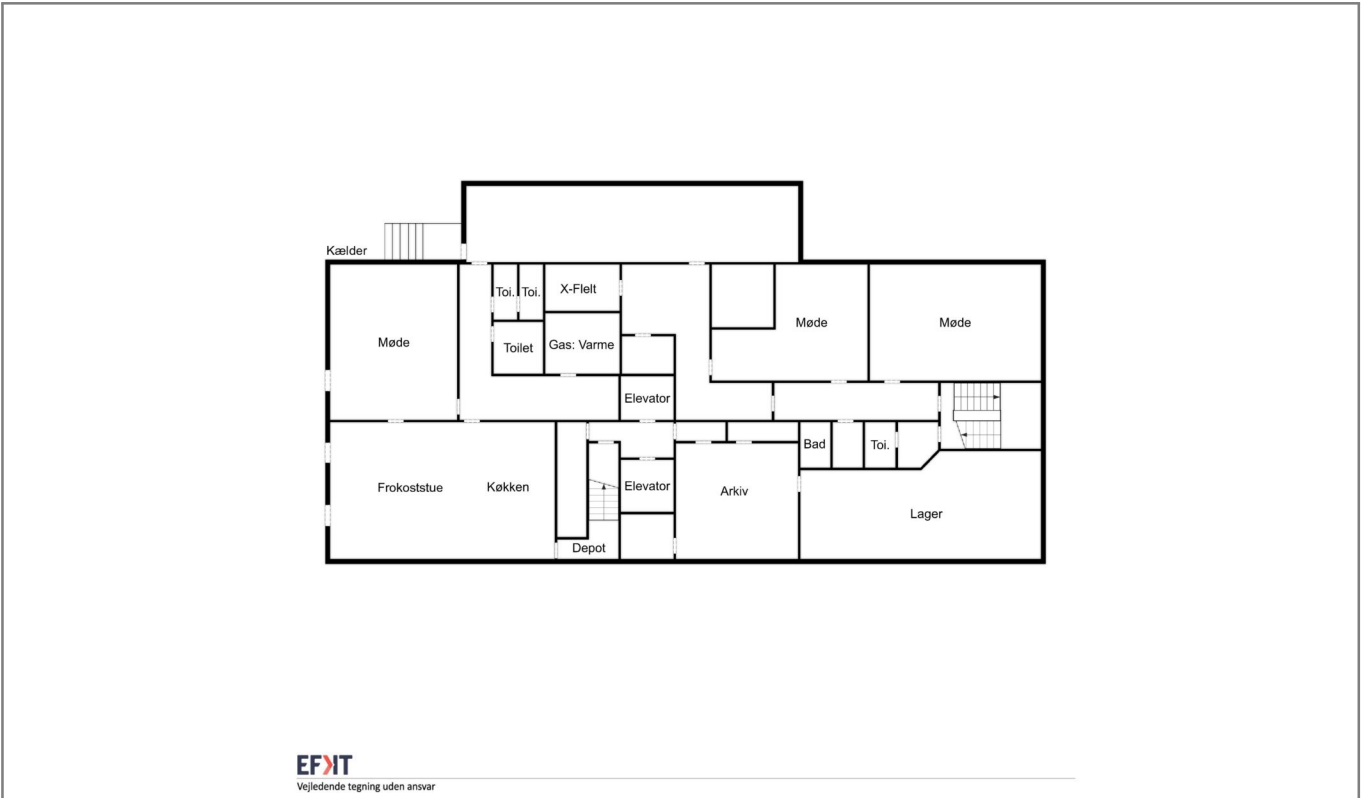 Kælder
Toi.
Toi.
X-Flelt
Møde
Møde
Møde
Toilet
Gas: Varme
Elevator
Bad
Toi.
Frokoststue
Køkken
Elevator
Arkiv
Lager
Depot
EFKT
Vejledende tegning uden ansvar